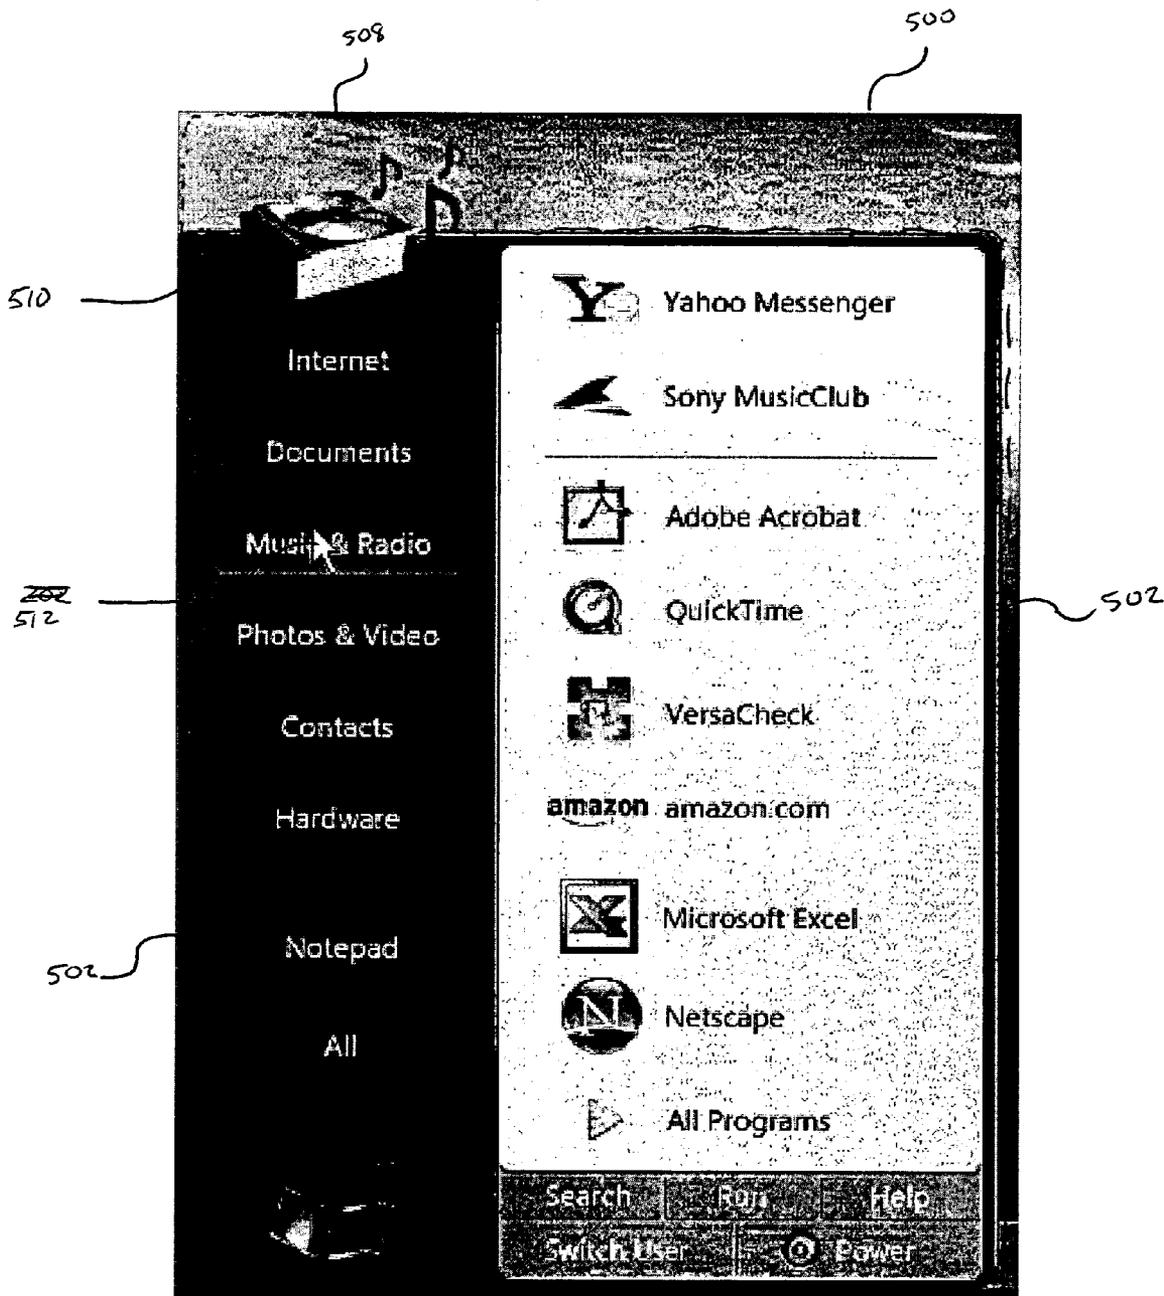 508
500
510
Internet
Documents
Music & Radio
202
512
Photos & Video
Contacts
Hardware
502
Notepad
All
Yahoo Messenger
Sony MusicClub
Adobe Acrobat
QuickTime
VersaCheck
amazon amazon.com
Microsoft Excel
N Netscape
All Programs
502
Search Run Help
Switch User Power